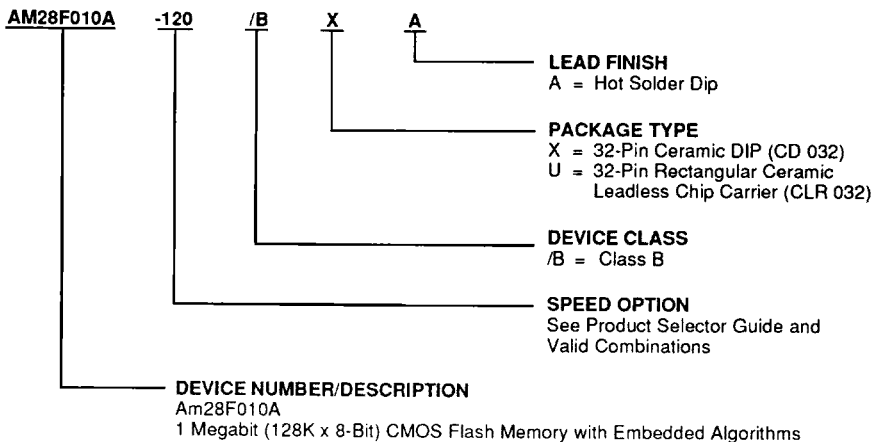 AM28F010A -120 /B X A
LEAD FINISH
A = Hot Solder Dip
PACKAGE TYPE
X = 32-Pin Ceramic DIP (CD 032)
U = 32-Pin Rectangular Ceramic
Leadless Chip Carrier (CLR 032)
DEVICE CLASS
/B = Class B
SPEED OPTION
See Product Selector Guide and
Valid Combinations
DEVICE NUMBER/DESCRIPTION
Am28F010A
1 Megabit (128K x 8-Bit) CMOS Flash Memory with Embedded Algorithms